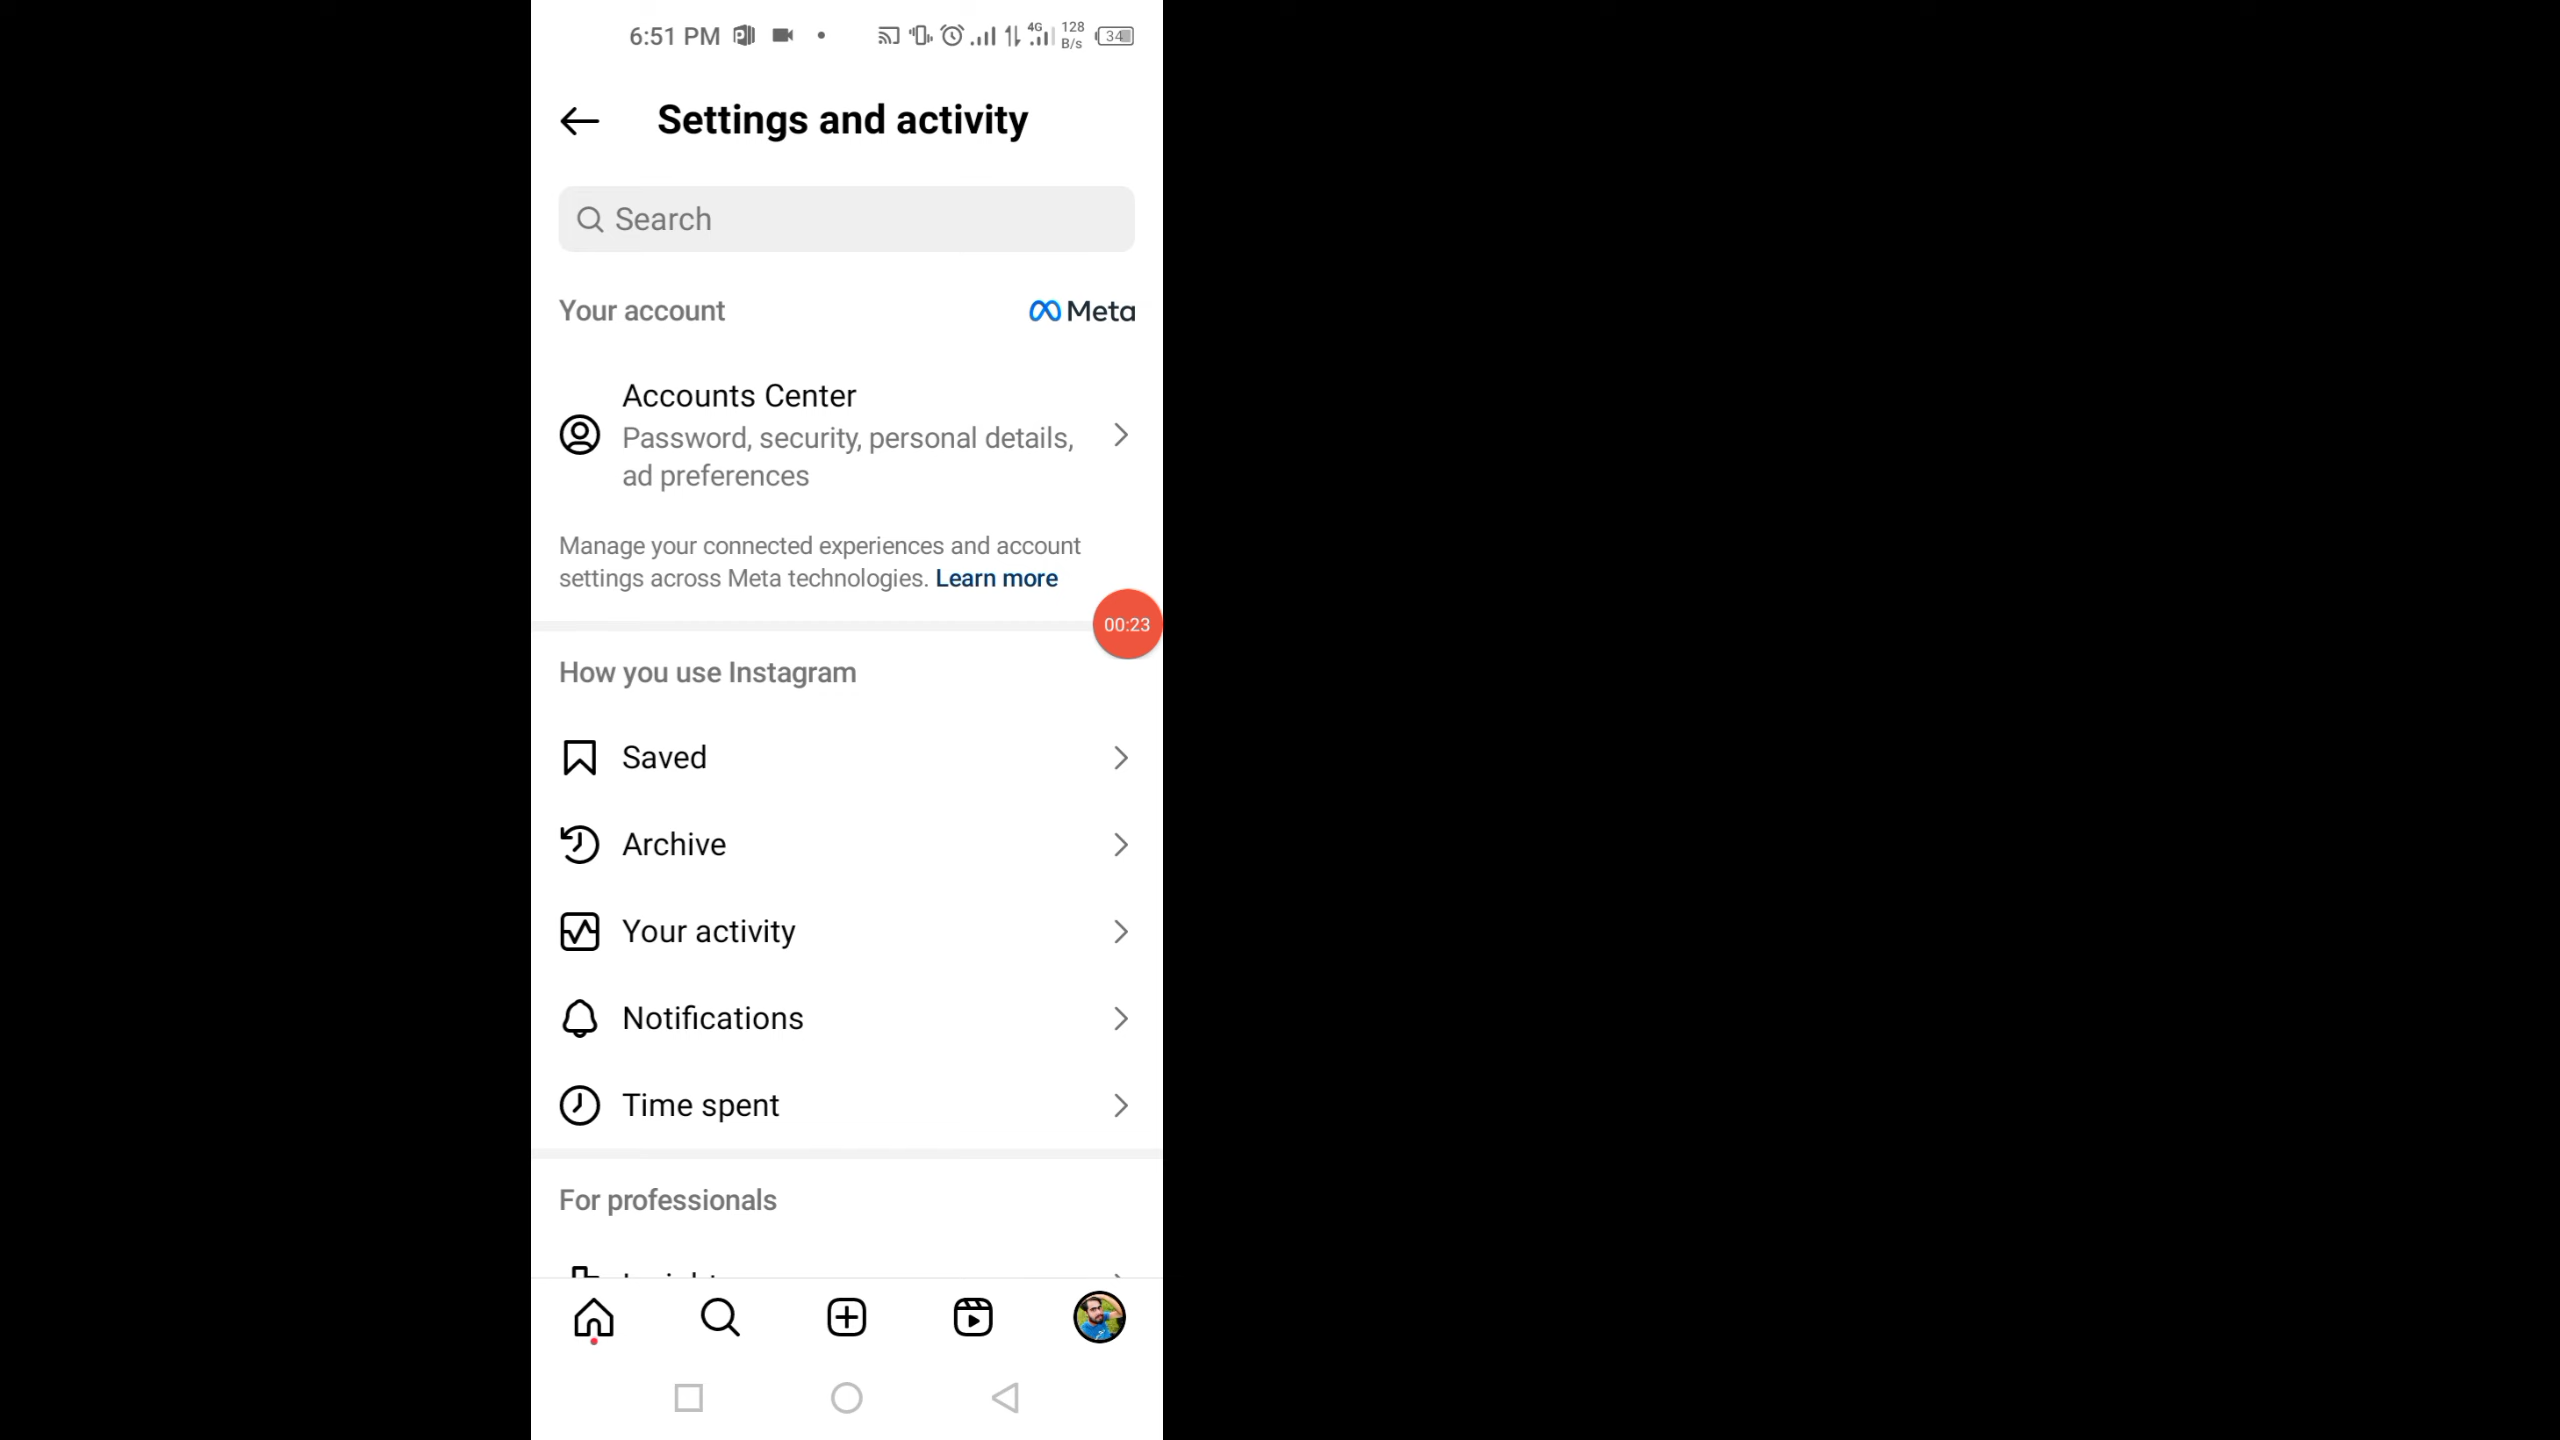 6:51 PM 4G 128 B/s 34
Settings and activity
Search
Your account
Meta
Accounts Center
Password, security, personal details,
ad preferences
Manage your connected experiences and account
settings across Meta technologies. Learn more
00:23
How you use Instagram
Saved
Archive
Your activity
Notifications
Time spent
For professionals